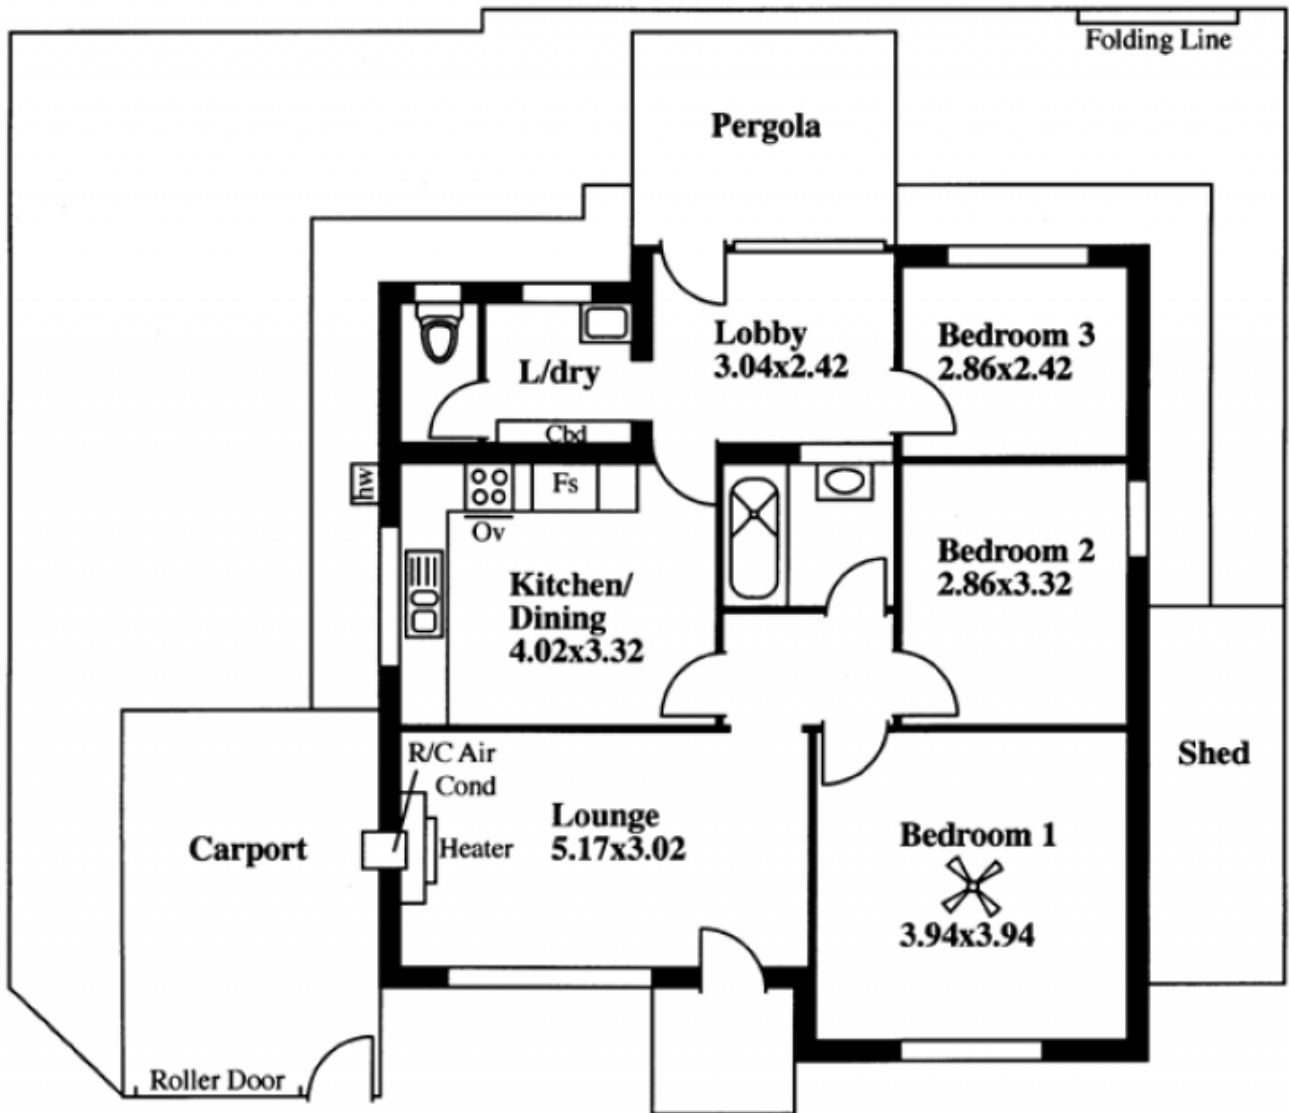 Folding Line
Pergola
Lobby
3.04x2.42
Bedroom 3
2.86x2.42
L/dry
Cbd
hw
Fs
Ov
Kitchen/
Dining
4.02x3.32
Bedroom 2
2.86x3.32
R/C Air
Cond
Shed
Lounge
5.17x3.02
Carport
Heater
Bedroom 1
3.94x3.94
Roller Door